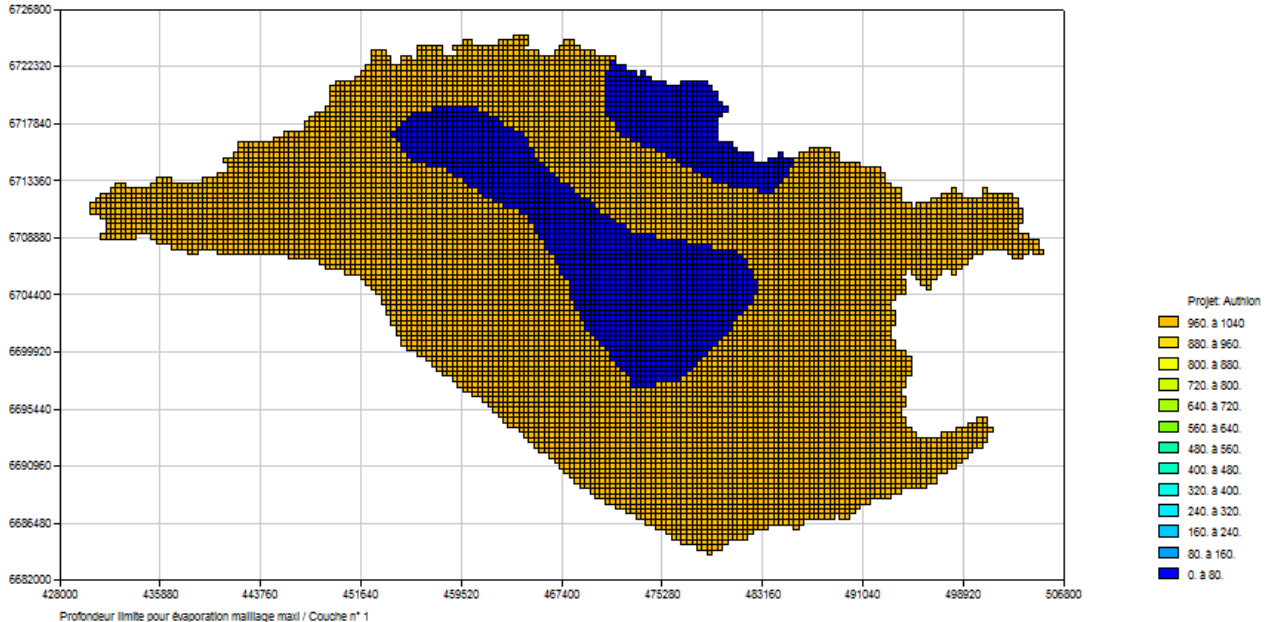 6726800
6722320
6717840
6713360
6708880
6704400
6699920
6695440
6690960
6686480
6682000
428000 435880 443760 451640 459520 467400 475280 483160 491040 498920 506800
Profondeur limite pour évaporation maillage maxi / Couche n° 1
Projet: Authion
960. à 1040
880. à 960.
800. à 880.
720. à 800.
640. à 720.
560. à 640.
480. à 560.
400. à 480.
320. à 400.
240. à 320.
160. à 240.
80. à 160.
0. à 80.